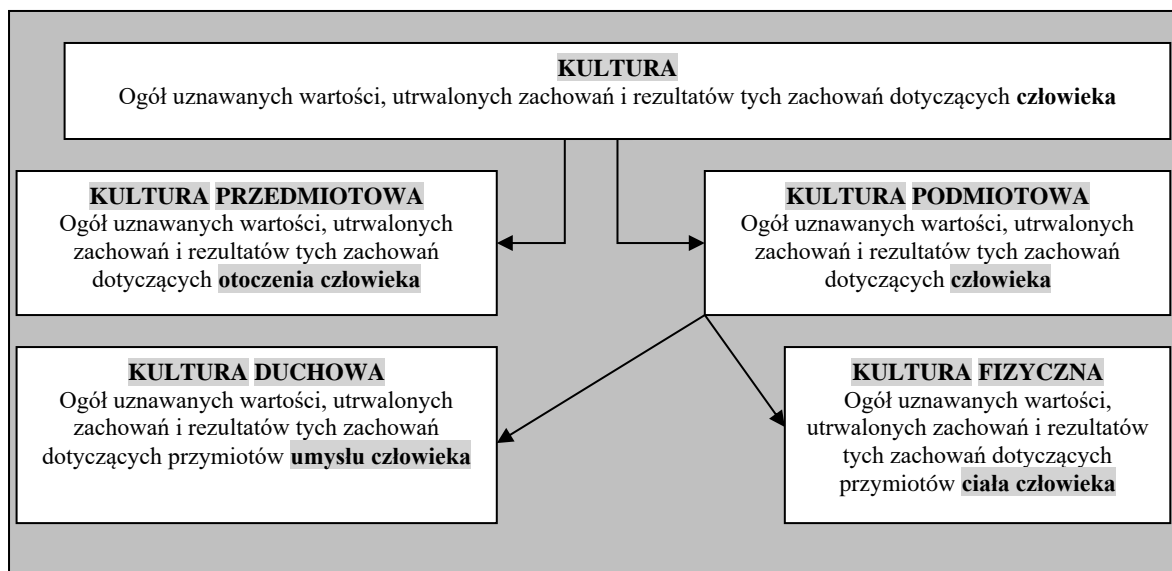 KULTURA
Ogół uznawanych wartości, utrwalonych zachowań i rezultatów tych zachowań dotyczących człowieka
KULTURA PRZEDMIOTOWA
Ogół uznawanych wartości, utrwalonych
zachowań i rezultatów tych zachowań
dotyczących otoczenia człowieka
KULTURA PODMIOTOWA
Ogół uznawanych wartości, utrwalonych
zachowań i rezultatów tych zachowań
dotyczących człowieka
KULTURA DUCHOWA
Ogół uznawanych wartości, utrwalonych
zachowań i rezultatów tych zachowań
dotyczących przymiotów umysłu człowieka
KULTURA FIZYCZNA
Ogół uznawanych wartości,
utrwalonych zachowań i rezultatów
tych zachowań dotyczących
przymiotów ciała człowieka